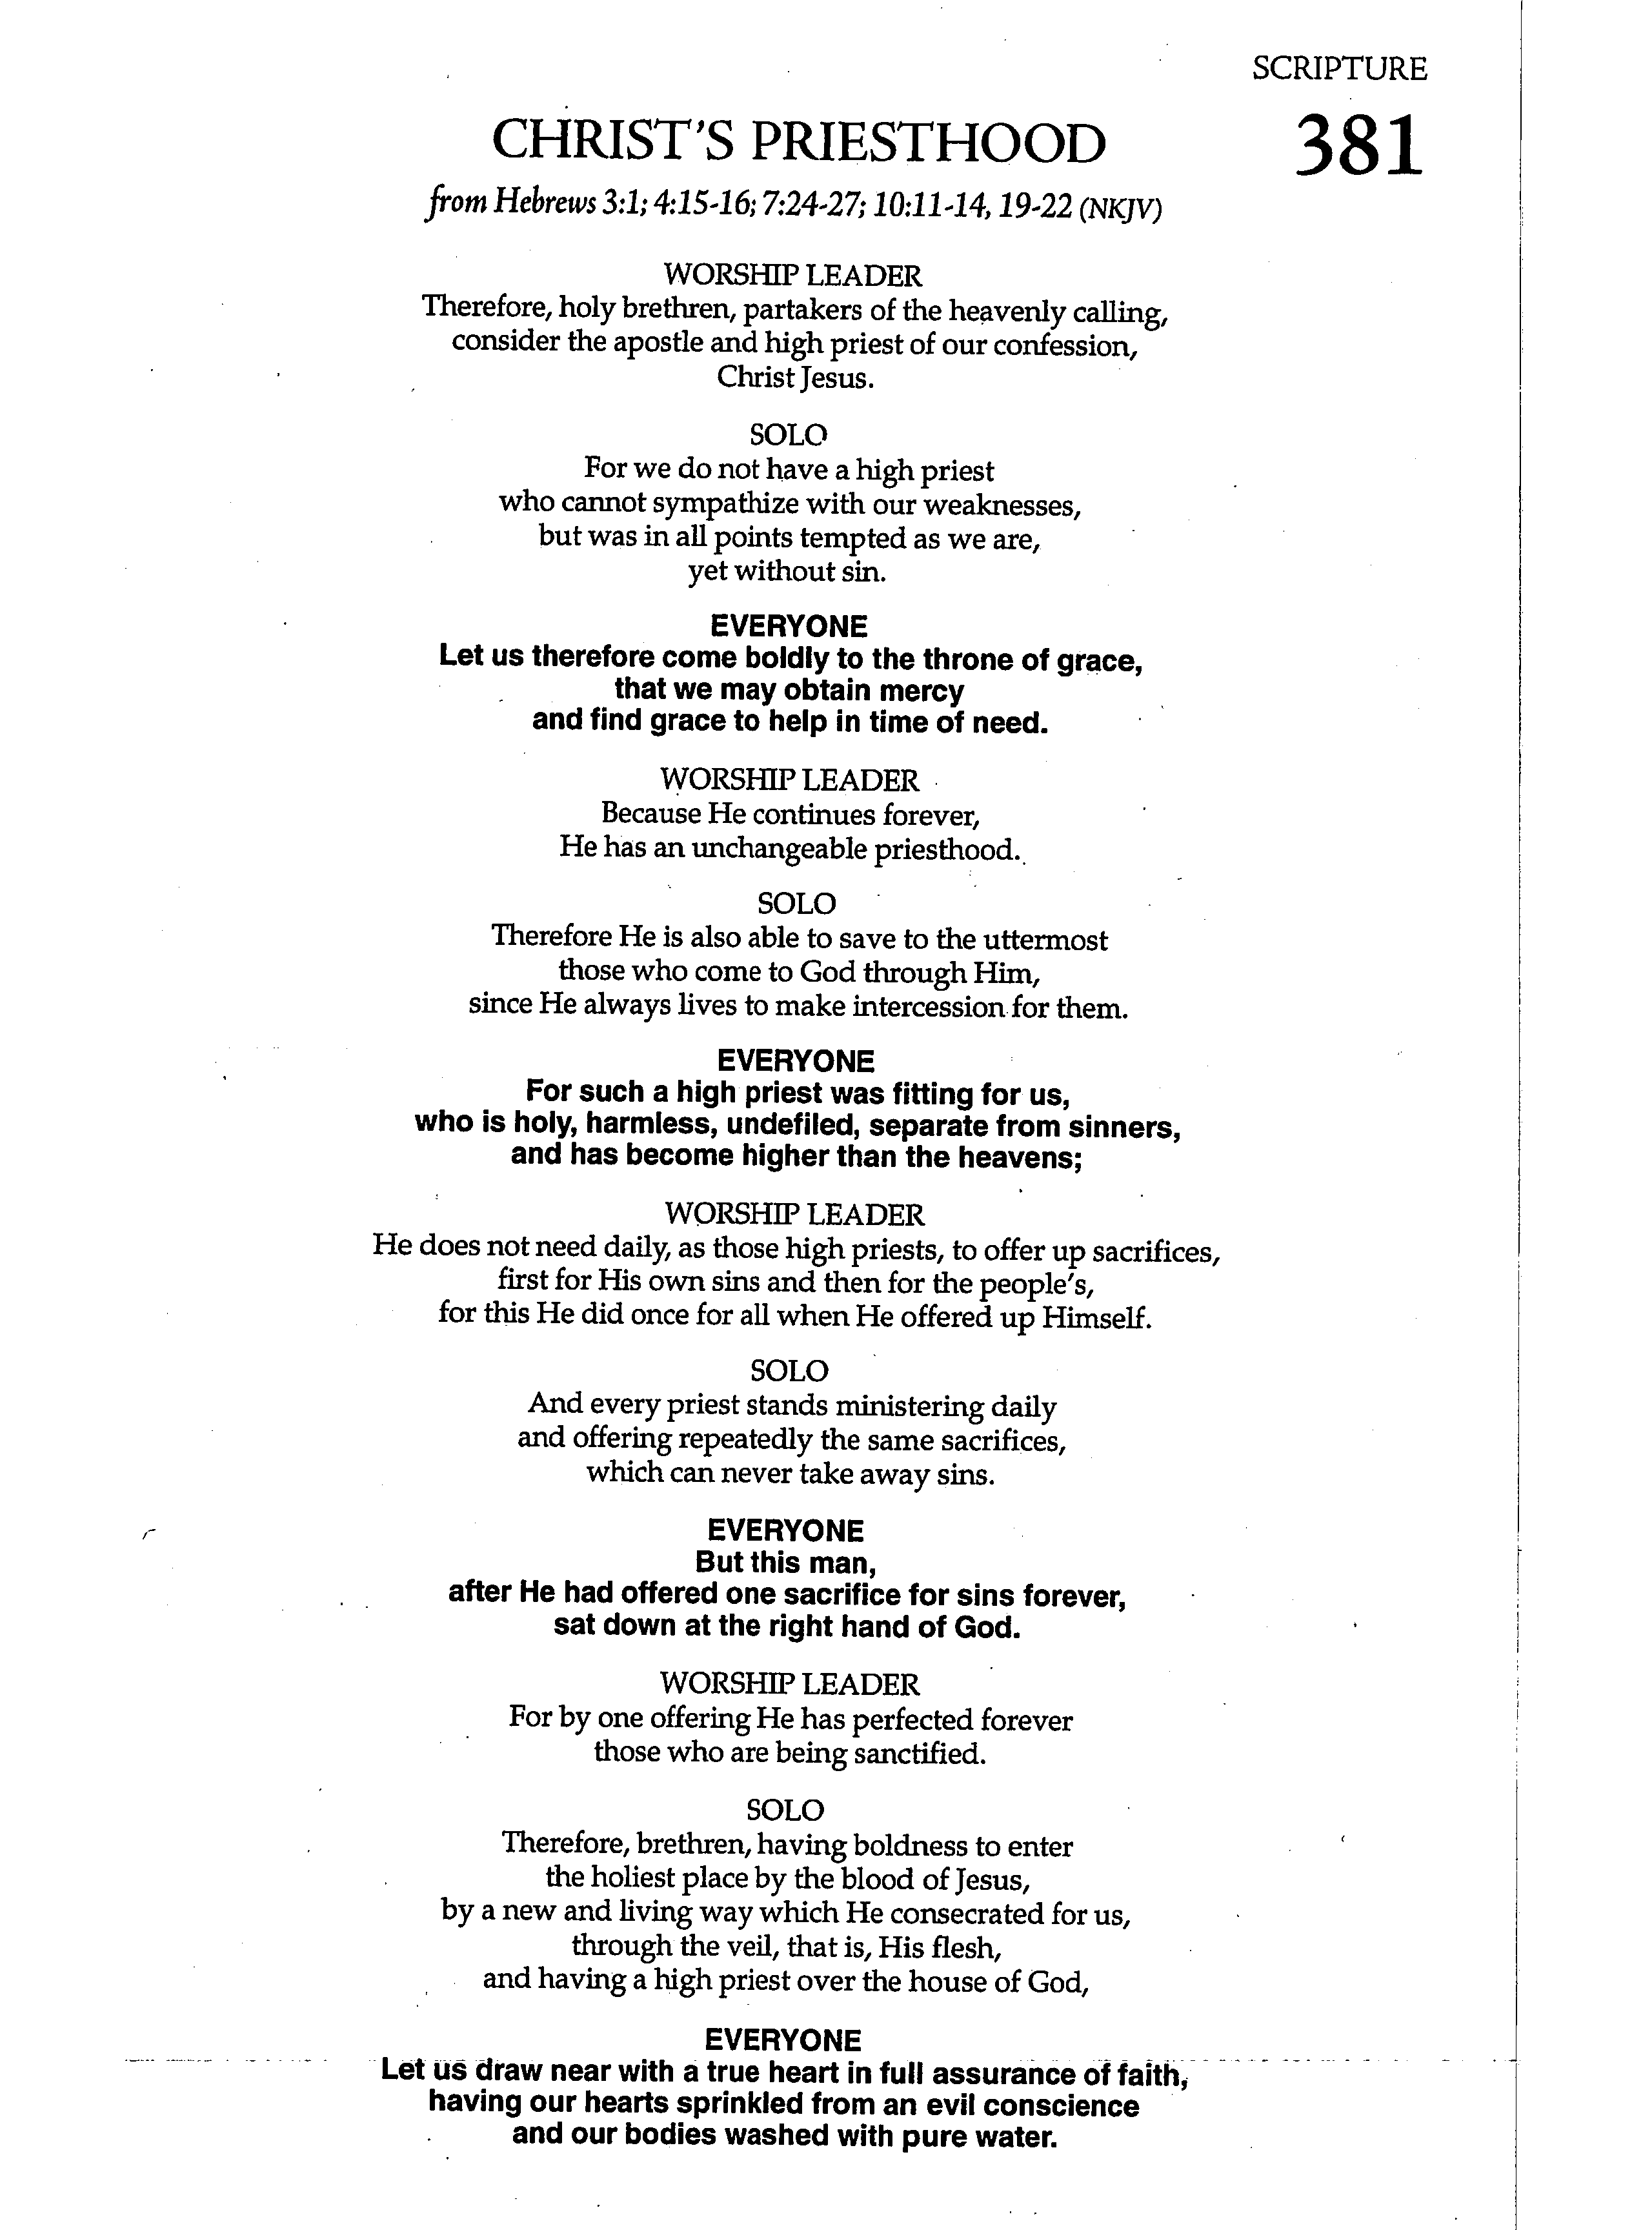 SCRIPTURE
CHRIST'S PRIESTHOOD
381
from Hebrews 3:1; 4:15-16; 7:24-27; 10:11-14, 19-22 (NKJV)
WORSHIP LEADER
Therefore, holy brethren, partakers of the heavenly calling,
consider the apostle and high priest of our confession,
Christ Jesus.
SOLO
For we do not have a high priest
who cannot sympathize with our weaknesses,
but was in all points tempted as we are,
yet without sin.
EVERYONE
Let us therefore come boldly to the throne of grace,
that we may obtain mercy
and find grace to help in time of need.
WORSHIP LEADER
Because He continues forever,
He has an unchangeable priesthood.
SOLO
Therefore He is also able to save to the uttermost
those who come to God through Him,
since He always lives to make intercession for them.
EVERYONE
For such a high priest was fitting for us,
who is holy, harmless, undefiled, separate from sinners,
and has become higher than the heavens;
WORSHIP LEADER
He does not need daily, as those high priests, to offer up sacrifices,
first for His own sins and then for the people's,
for this He did once for all when He offered up Himself.
SOLO
And every priest stands ministering daily
and offering repeatedly the same sacrifices,
which can never take away sins.
EVERYONE
But this man,
after He had offered one sacrifice for sins forever,
sat down at the right hand of God.
WORSHIP LEADER
For by one offering He has perfected forever
those who are being sanctified.
SOLO
Therefore, brethren, having boldness to enter
the holiest place by the blood of Jesus,
by a new and living way which He consecrated for us,
through the veil, that is, His flesh,
and having a high priest over the house of God,
EVERYONE
Let us draw near with a true heart in full assurance of faith,
having our hearts sprinkled from an evil conscience
and our bodies washed with pure water.